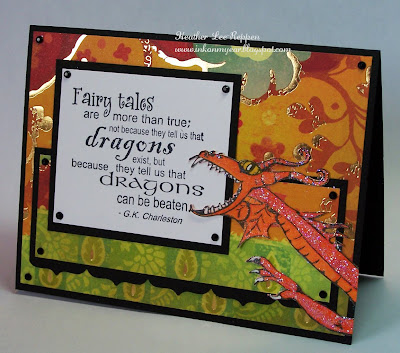 Heather Lee Reppen
www.inkonmyear.blogspot.com
Fairy tales
are more than true;
not because they tell us that
dragons
exist, but
because they tell us that
DRAGONS
can be beaten.
- G.K. Charleston